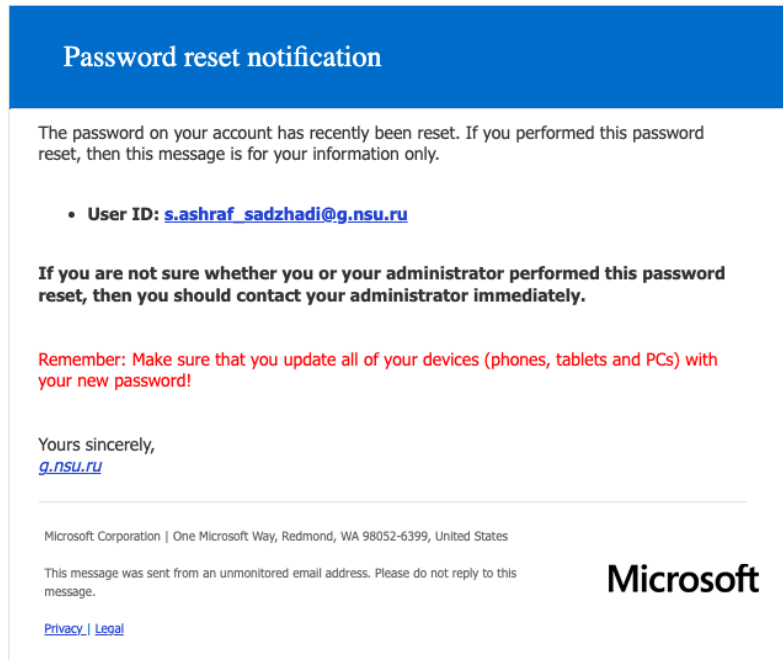 Password reset notification
The password on your account has recently been reset. If you performed this password
reset, then this message is for your information only.
• User ID: s.ashraf_sadzhadi@g.nsu.ru
If you are not sure whether you or your administrator performed this password
reset, then you should contact your administrator immediately.
Remember: Make sure that you update all of your devices (phones, tablets and PCs) with
your new password!
Yours sincerely,
g.nsu.ru
Microsoft Corporation | One Microsoft Way, Redmond, WA 98052-6399, United States
This message was sent from an unmonitored email address. Please do not reply to this
message.
Microsoft
Privacy | Legal